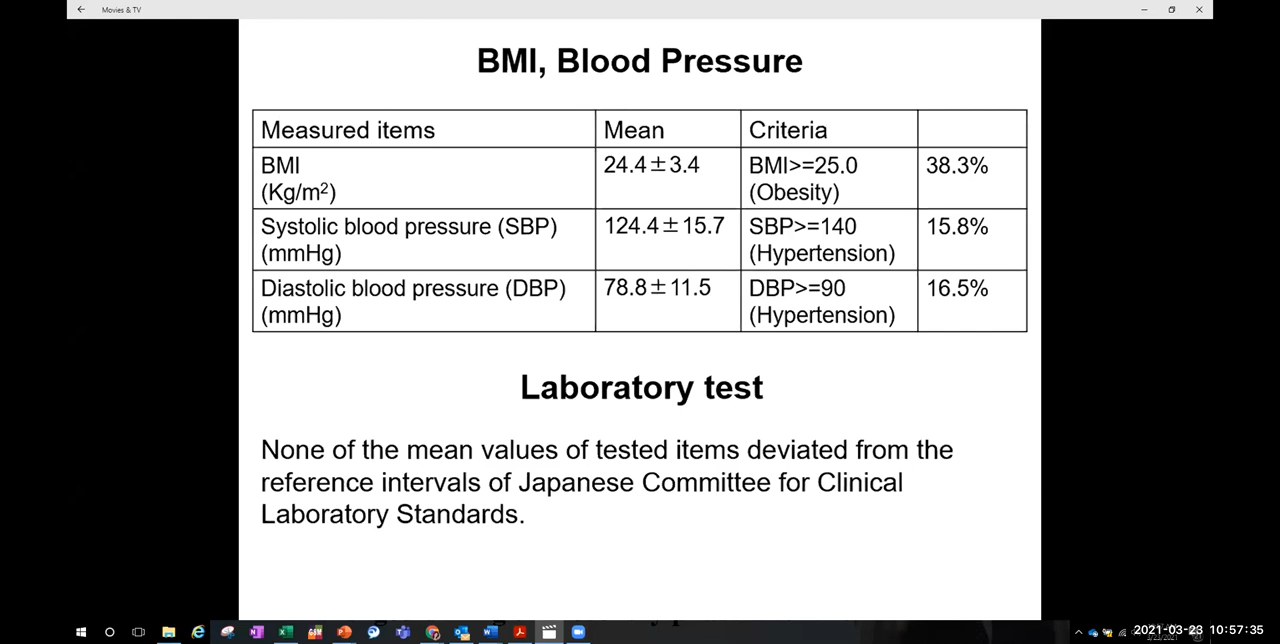 Movies & TV
BMI, Blood Pressure
Measured items Mean Criteria
BMI 24.4±3.4 BMI>=25.0 38.3%
(Kg/m²) (Obesity)
Systolic blood pressure (SBP) 124.4±15.7 SBP>=140 15.8%
(mmHg) (Hypertension)
Diastolic blood pressure (DBP) 78.8±11.5 DBP>=90 16.5%
(mmHg) (Hypertension)
Laboratory test
None of the mean values of tested items deviated from the
reference intervals of Japanese Committee for Clinical
Laboratory Standards.
2021-03-23 10:57:35